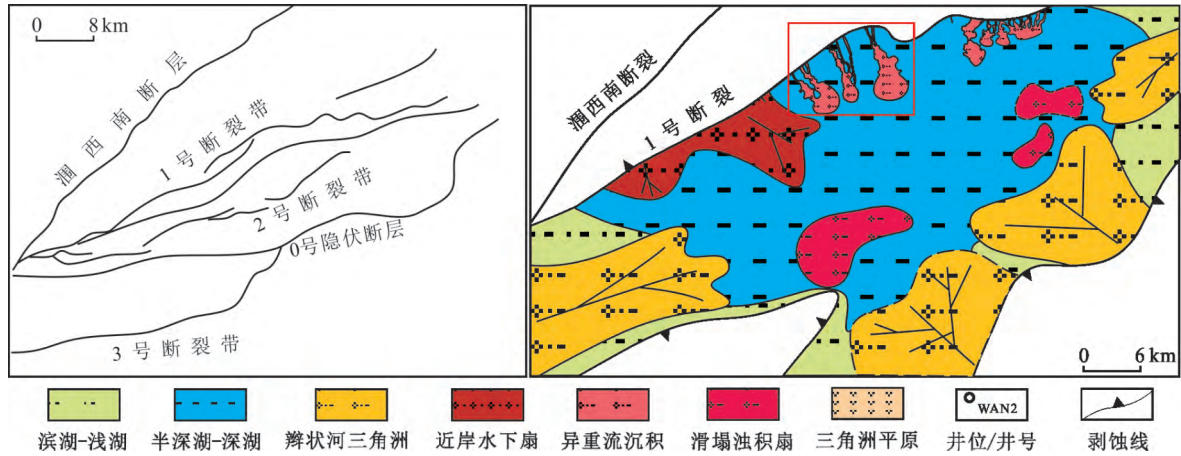 0 8 km
涠西南断层
1号断裂带
2号断裂带
0号隐伏断层
3号断裂带
涠西南断裂
1号断裂
0 6 km
滨湖-浅湖
半深湖-深湖
辫状河三角洲
近岸水下扇
异重流沉积
滑塌浊积扇
三角洲平原
WAN2
井位/井号
剥蚀线